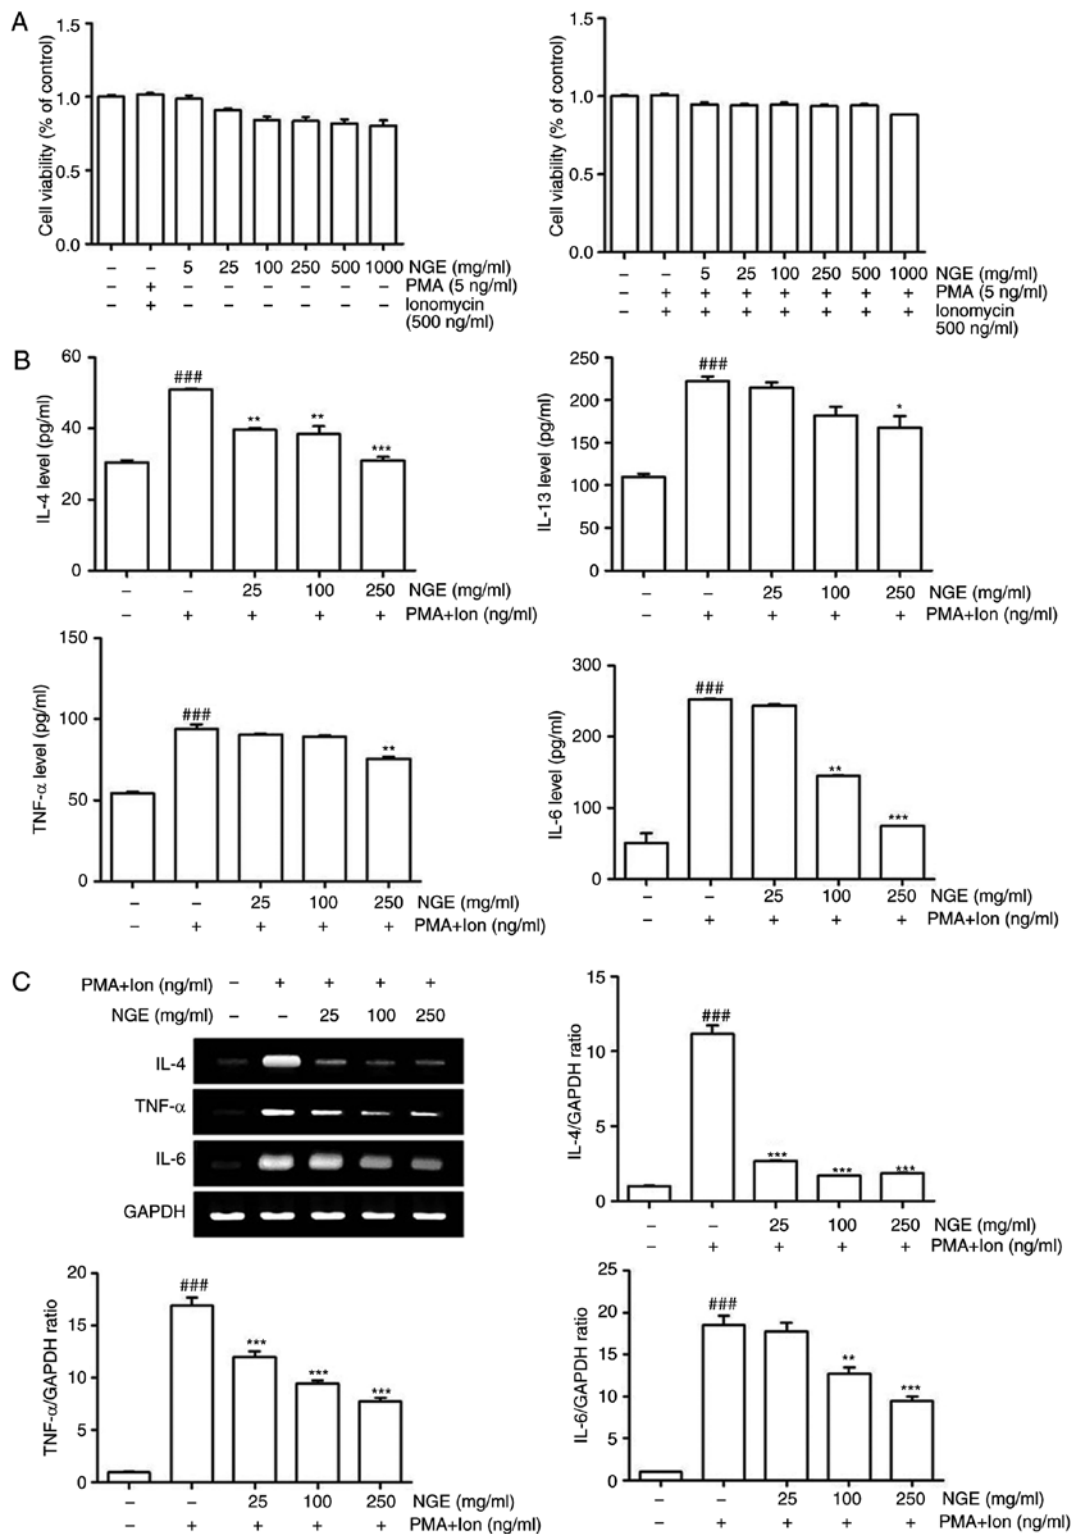 A
1.5
1.0
0.5
0.0
Cell viability (% of control)
– – 5 25 100 250 500 1000 NGE (mg/ml)
– + – – – – – – PMA (5 ng/ml)
– + – – – – – – Ionomycin
(500 ng/ml)
1.5
1.0
0.5
0.0
Cell viability (% of control)
– – 5 25 100 250 500 1000 NGE (mg/ml)
– + + + + + + + PMA (5 ng/ml)
– + + + + + + + Ionomycin
500 ng/ml)
B
60
40
20
0
IL-4 level (pg/ml)
###
**
**
***
– – 25 100 250 NGE (mg/ml)
– + + + + PMA+Ion (ng/ml)
250
200
150
100
50
0
IL-13 level (pg/ml)
###
*
– – 25 100 250 NGE (mg/ml)
– + + + + PMA+Ion (ng/ml)
150
100
50
0
TNF-α level (pg/ml)
###
**
– – 25 100 250 NGE (mg/ml)
– + + + + PMA+Ion (ng/ml)
300
200
100
0
IL-6 level (pg/ml)
###
**
***
– – 25 100 250 NGE (mg/ml)
– + + + + PMA+Ion (ng/ml)
C
PMA+Ion (ng/ml) – + + + +
NGE (mg/ml) – – 25 100 250
IL-4
TNF-α
IL-6
GAPDH
15
10
5
0
IL-4/GAPDH ratio
###
***
***
***
– – 25 100 250 NGE (mg/ml)
– + + + + PMA+Ion (ng/ml)
20
15
10
5
0
TNF-α/GAPDH ratio
###
***
***
***
– – 25 100 250 NGE (mg/ml)
– + + + + PMA+Ion (ng/ml)
25
20
15
10
5
0
IL-6/GAPDH ratio
###
**
***
– – 25 100 250 NGE (mg/ml)
– + + + + PMA+Ion (ng/ml)